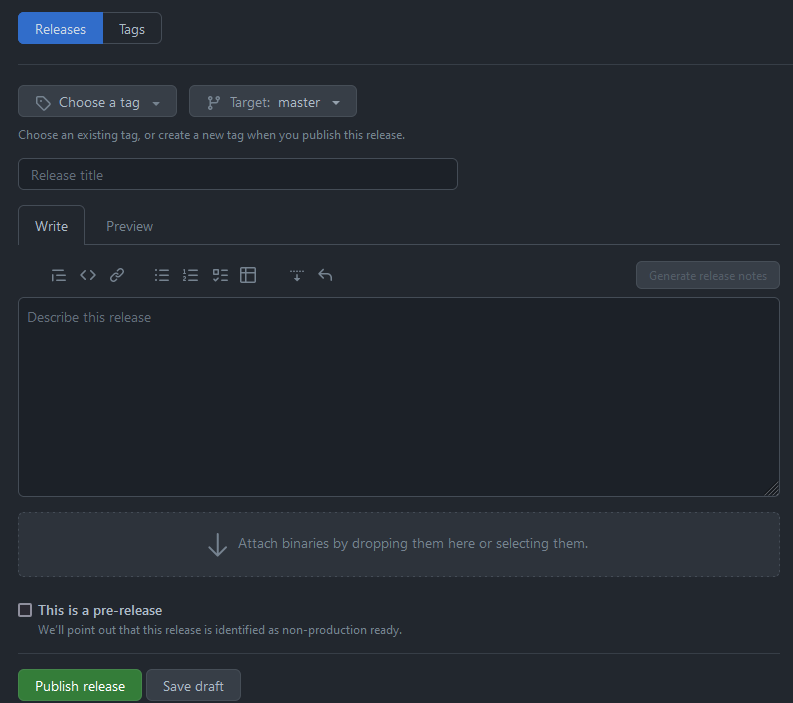 Releases Tags
Choose a tag Target: master
Choose an existing tag, or create a new tag when you publish this release.
Release title
Write Preview
Generate release notes
Describe this release
Attach binaries by dropping them here or selecting them.
This is a pre-release
We'll point out that this release is identified as non-production ready.
Publish release Save draft